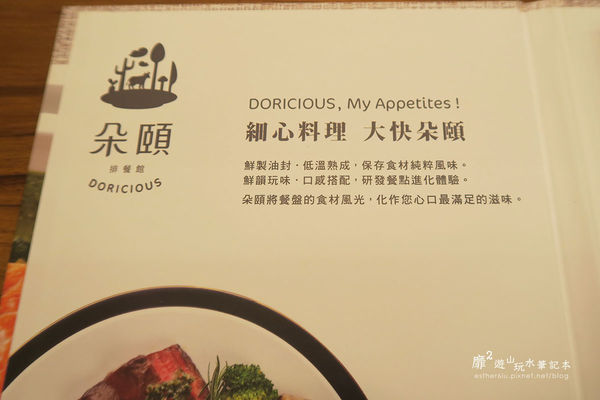 朵頤
排餐館
DORICIOUS
DORICIOUS, My Appetites !
細心料理 大快朵頤
鮮製油封·低溫熟成,保存食材純粹風味。
鮮韻玩味·口感搭配,研發餐點進化體驗。
朵頤將餐盤的食材風光,化作您心口最滿足的滋味。
靡²遊山玩水筆記本
estherliu.pixnet.net/blog